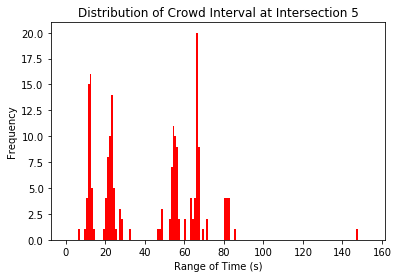 Distribution of Crowd Interval at Intersection 5
Frequency
20.0
17.5
15.0
12.5
10.0
7.5
5.0
2.5
0.0
0 20 40 60 80 100 120 140 160
Range of Time (s)